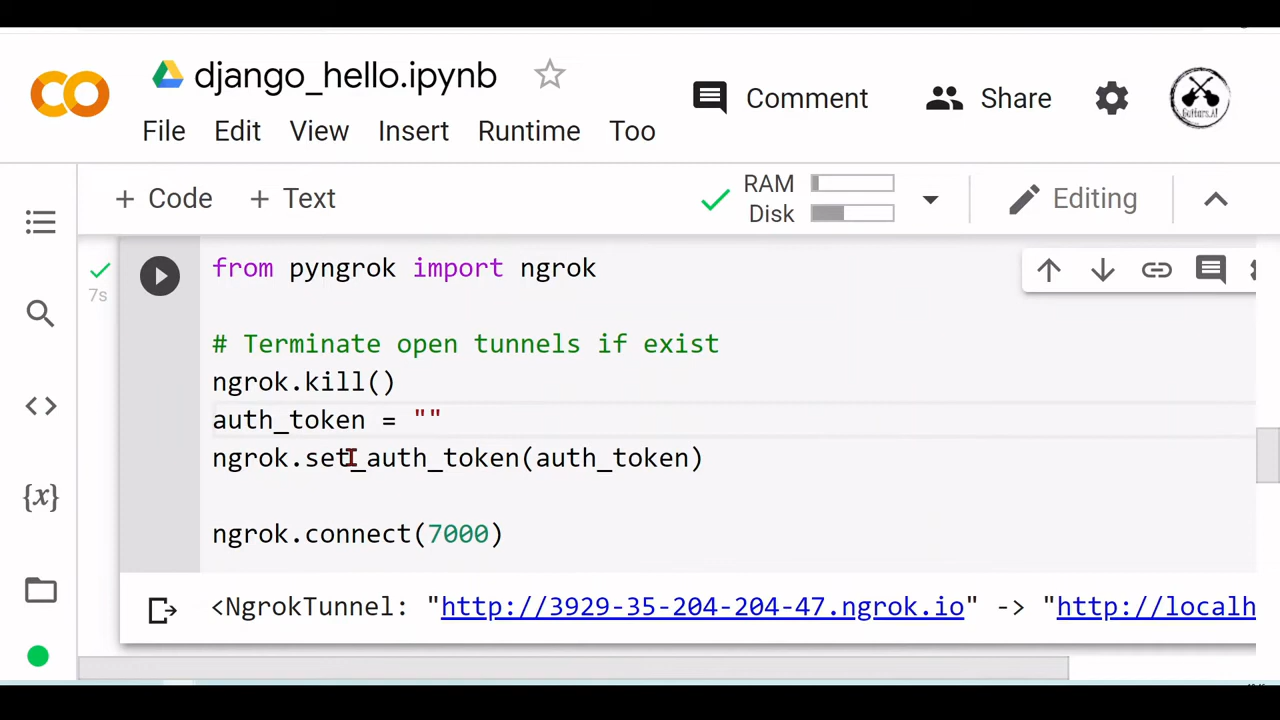 django_hello.ipynb
Comment
Share
File Edit View Insert Runtime Too
+ Code + Text
RAM
Disk
Editing
7s
from pyngrok import ngrok
# Terminate open tunnels if exist
ngrok.kill()
auth_token = ""
ngrok.set_auth_token(auth_token)
ngrok.connect(7000)
<NgrokTunnel: "http://3929-35-204-204-47.ngrok.io" -> "http://localh
{x}